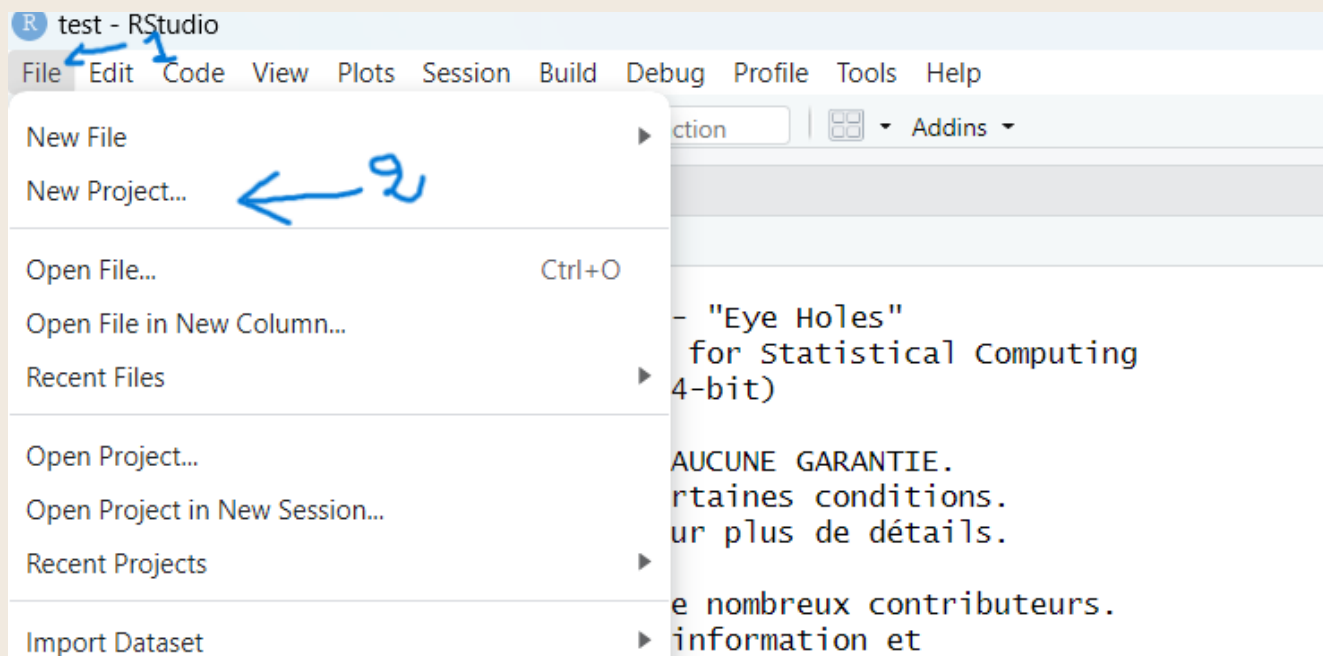 R test - RStudio
1
File Edit Code View Plots Session Build Debug Profile Tools Help
ction Addins
New File
New Project...
2
Open File... Ctrl+O
Open File in New Column...
Recent Files
Open Project...
Open Project in New Session...
Recent Projects
Import Dataset
- "Eye Holes"
for Statistical Computing
4-bit)
AUCUNE GARANTIE.
rtaines conditions.
ur plus de détails.
e nombreux contributeurs.
information et